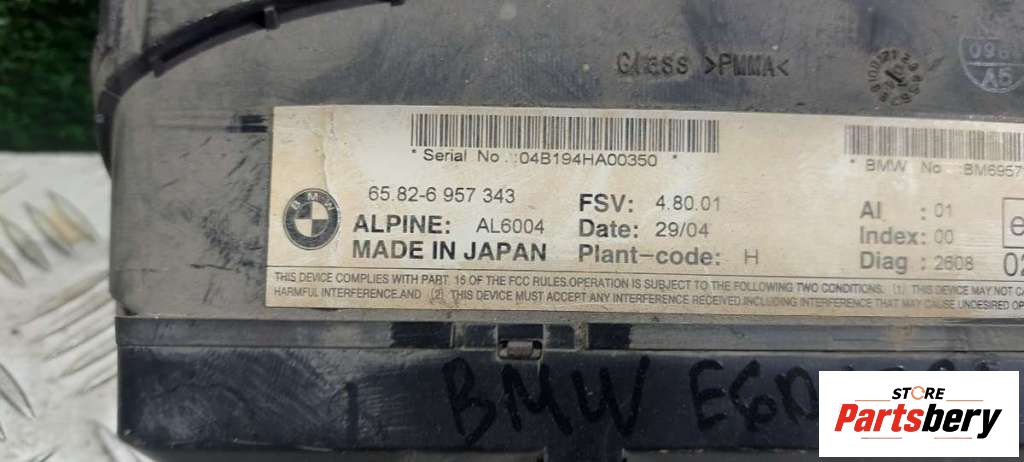 Glass >PMMA<
* Serial No.: 04B194HA00350 *
* BMW No BM6957
65.82-6 957 343
FSV: 4.80.01
AI : 01
ALPINE: AL6004
Date: 29/04
Index: 00
MADE IN JAPAN
Plant-code: H
Diag : 2608
BMW
THIS DEVICE COMPLIES WITH PART 15 OF THE FCC RULES.OPERATION IS SUBJECT TO THE FOLLOWING TWO CONDITIONS. (1) THIS DEVICE MAY NOT CA
HARMFUL INTERFERENCE.AND (2) THIS DEVICE MUST ACCEPT ANY INTERFERENCE RECEIVED.INCLUDING INTERFERENCE THAT MAY CAUSE UNDESIRED OP
BMW E60
STORE
Partsbery